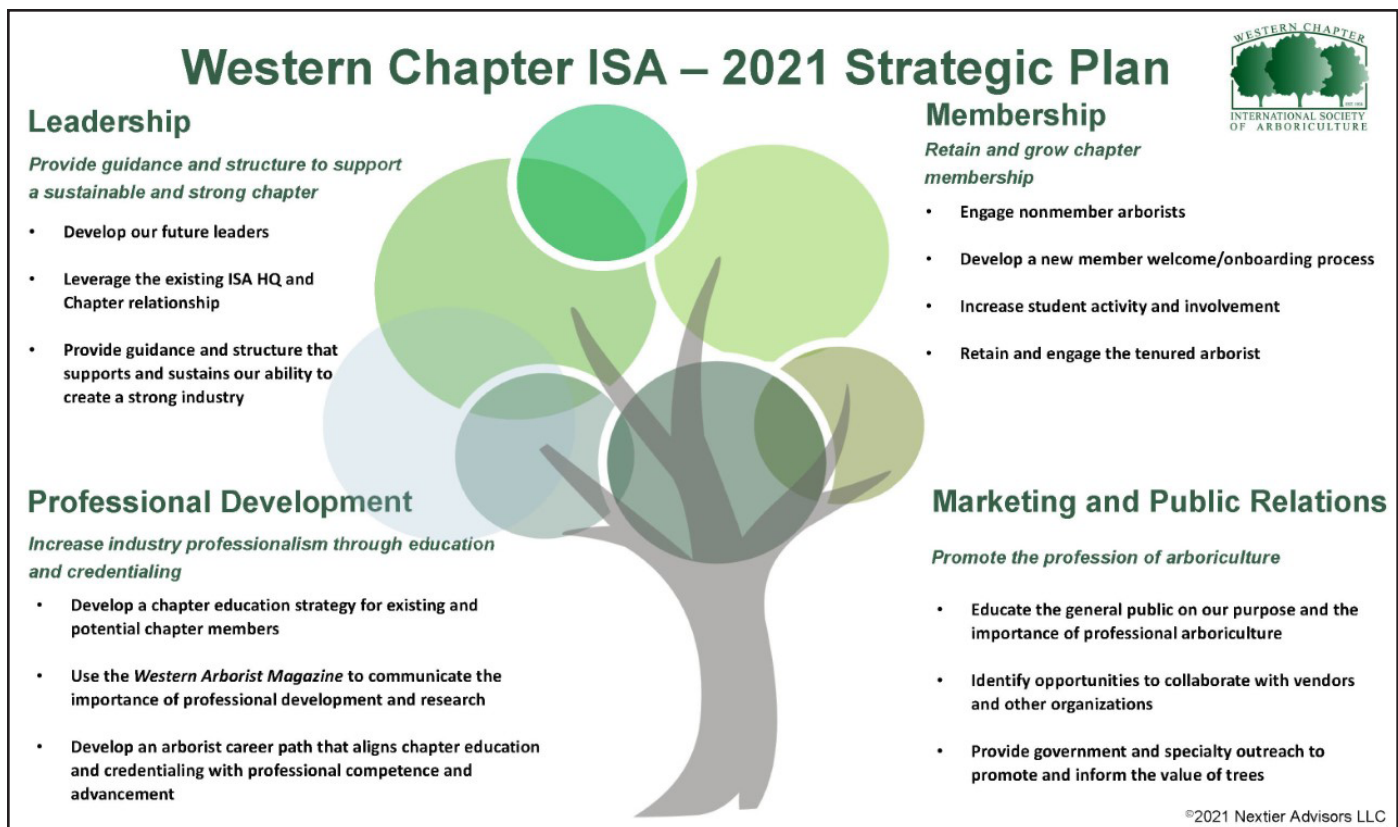 Western Chapter ISA – 2021 Strategic Plan
WESTERN CHAPTER
INTERNATIONAL SOCIETY
OF ARBORICULTURE
Leadership
Provide guidance and structure to support
a sustainable and strong chapter
• Develop our future leaders
• Leverage the existing ISA HQ and
Chapter relationship
• Provide guidance and structure that
supports and sustains our ability to
create a strong industry
Membership
Retain and grow chapter
membership
• Engage nonmember arborists
• Develop a new member welcome/onboarding process
• Increase student activity and involvement
• Retain and engage the tenured arborist
Professional Development
Increase industry professionalism through education
and credentialing
• Develop a chapter education strategy for existing and
potential chapter members
• Use the Western Arborist Magazine to communicate the
importance of professional development and research
• Develop an arborist career path that aligns chapter education
and credentialing with professional competence and
advancement
Marketing and Public Relations
Promote the profession of arboriculture
• Educate the general public on our purpose and the
importance of professional arboriculture
• Identify opportunities to collaborate with vendors
and other organizations
• Provide government and specialty outreach to
promote and inform the value of trees
©2021 Nextier Advisors LLC